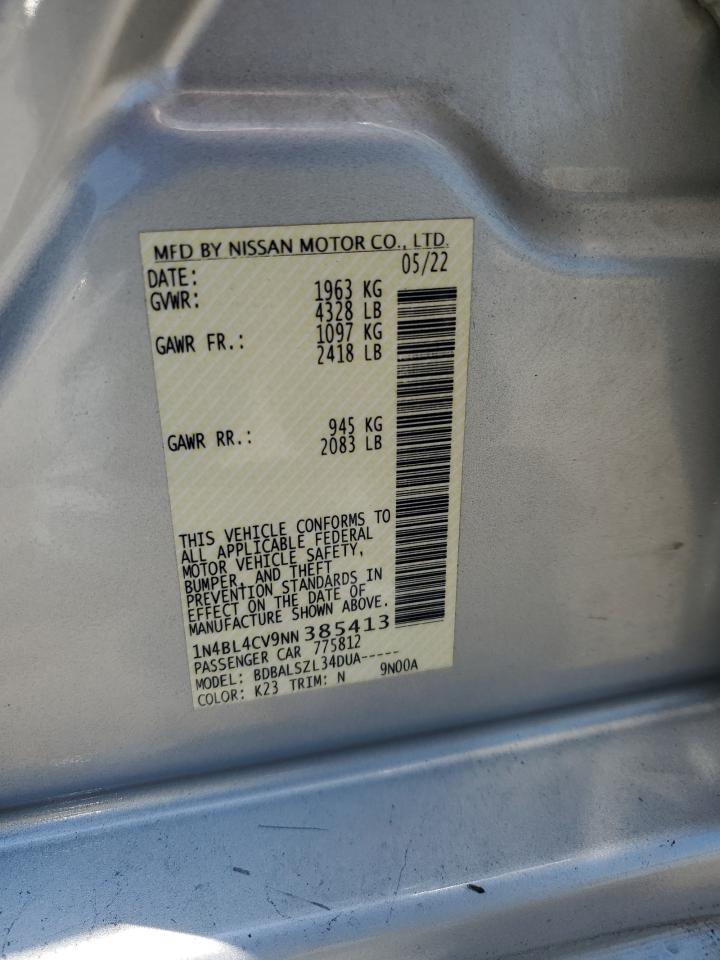 MFD BY NISSAN MOTOR CO., LTD.
DATE: 05/22
GVWR: 1963 KG
4328 LB
GAWR FR.: 1097 KG
2418 LB
GAWR RR.: 945 KG
2083 LB
THIS VEHICLE CONFORMS TO
ALL APPLICABLE FEDERAL
MOTOR VEHICLE SAFETY,
BUMPER, AND THEFT
PREVENTION STANDARDS IN
EFFECT ON THE DATE OF
MANUFACTURE SHOWN ABOVE.
1N4BL4CV9NN385413
PASSENGER CAR 775812
MODEL: BDBALSZL34DUA-----
COLOR: K23 TRIM: N 9N00A